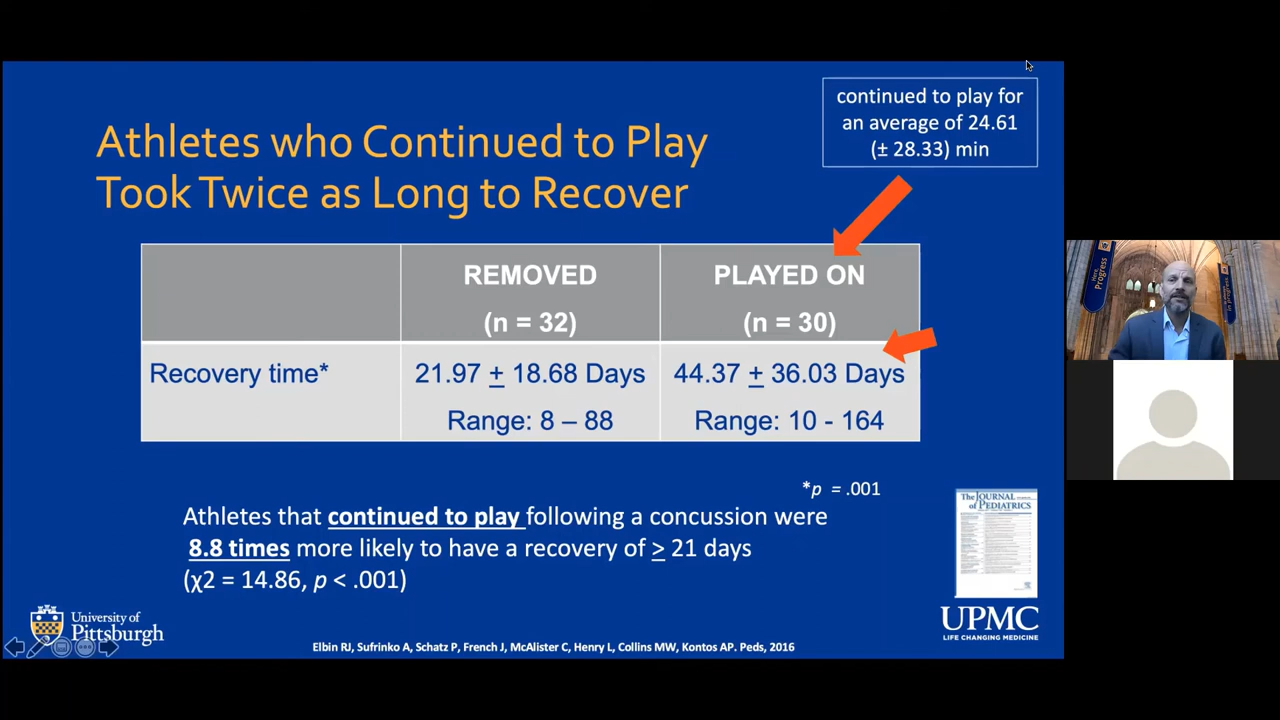 continued to play for
an average of 24.61
(± 28.33) min
Athletes who Continued to Play
Took Twice as Long to Recover
REMOVED
(n = 32)
PLAYED ON
(n = 30)
Recovery time*
21.97 + 18.68 Days
Range: 8 – 88
44.37 + 36.03 Days
Range: 10 - 164
*p = .001
Athletes that continued to play following a concussion were
8.8 times more likely to have a recovery of > 21 days
(χ2 = 14.86, p < .001)
The JOURNAL
of PEDIATRICS
University of
Pittsburgh
UPMC
LIFE CHANGING MEDICINE
Elbin RJ, Sufrinko A, Schatz P, French J, McAlister C, Henry L, Collins MW, Kontos AP. Peds, 2016
Here,
Progress
in progress.